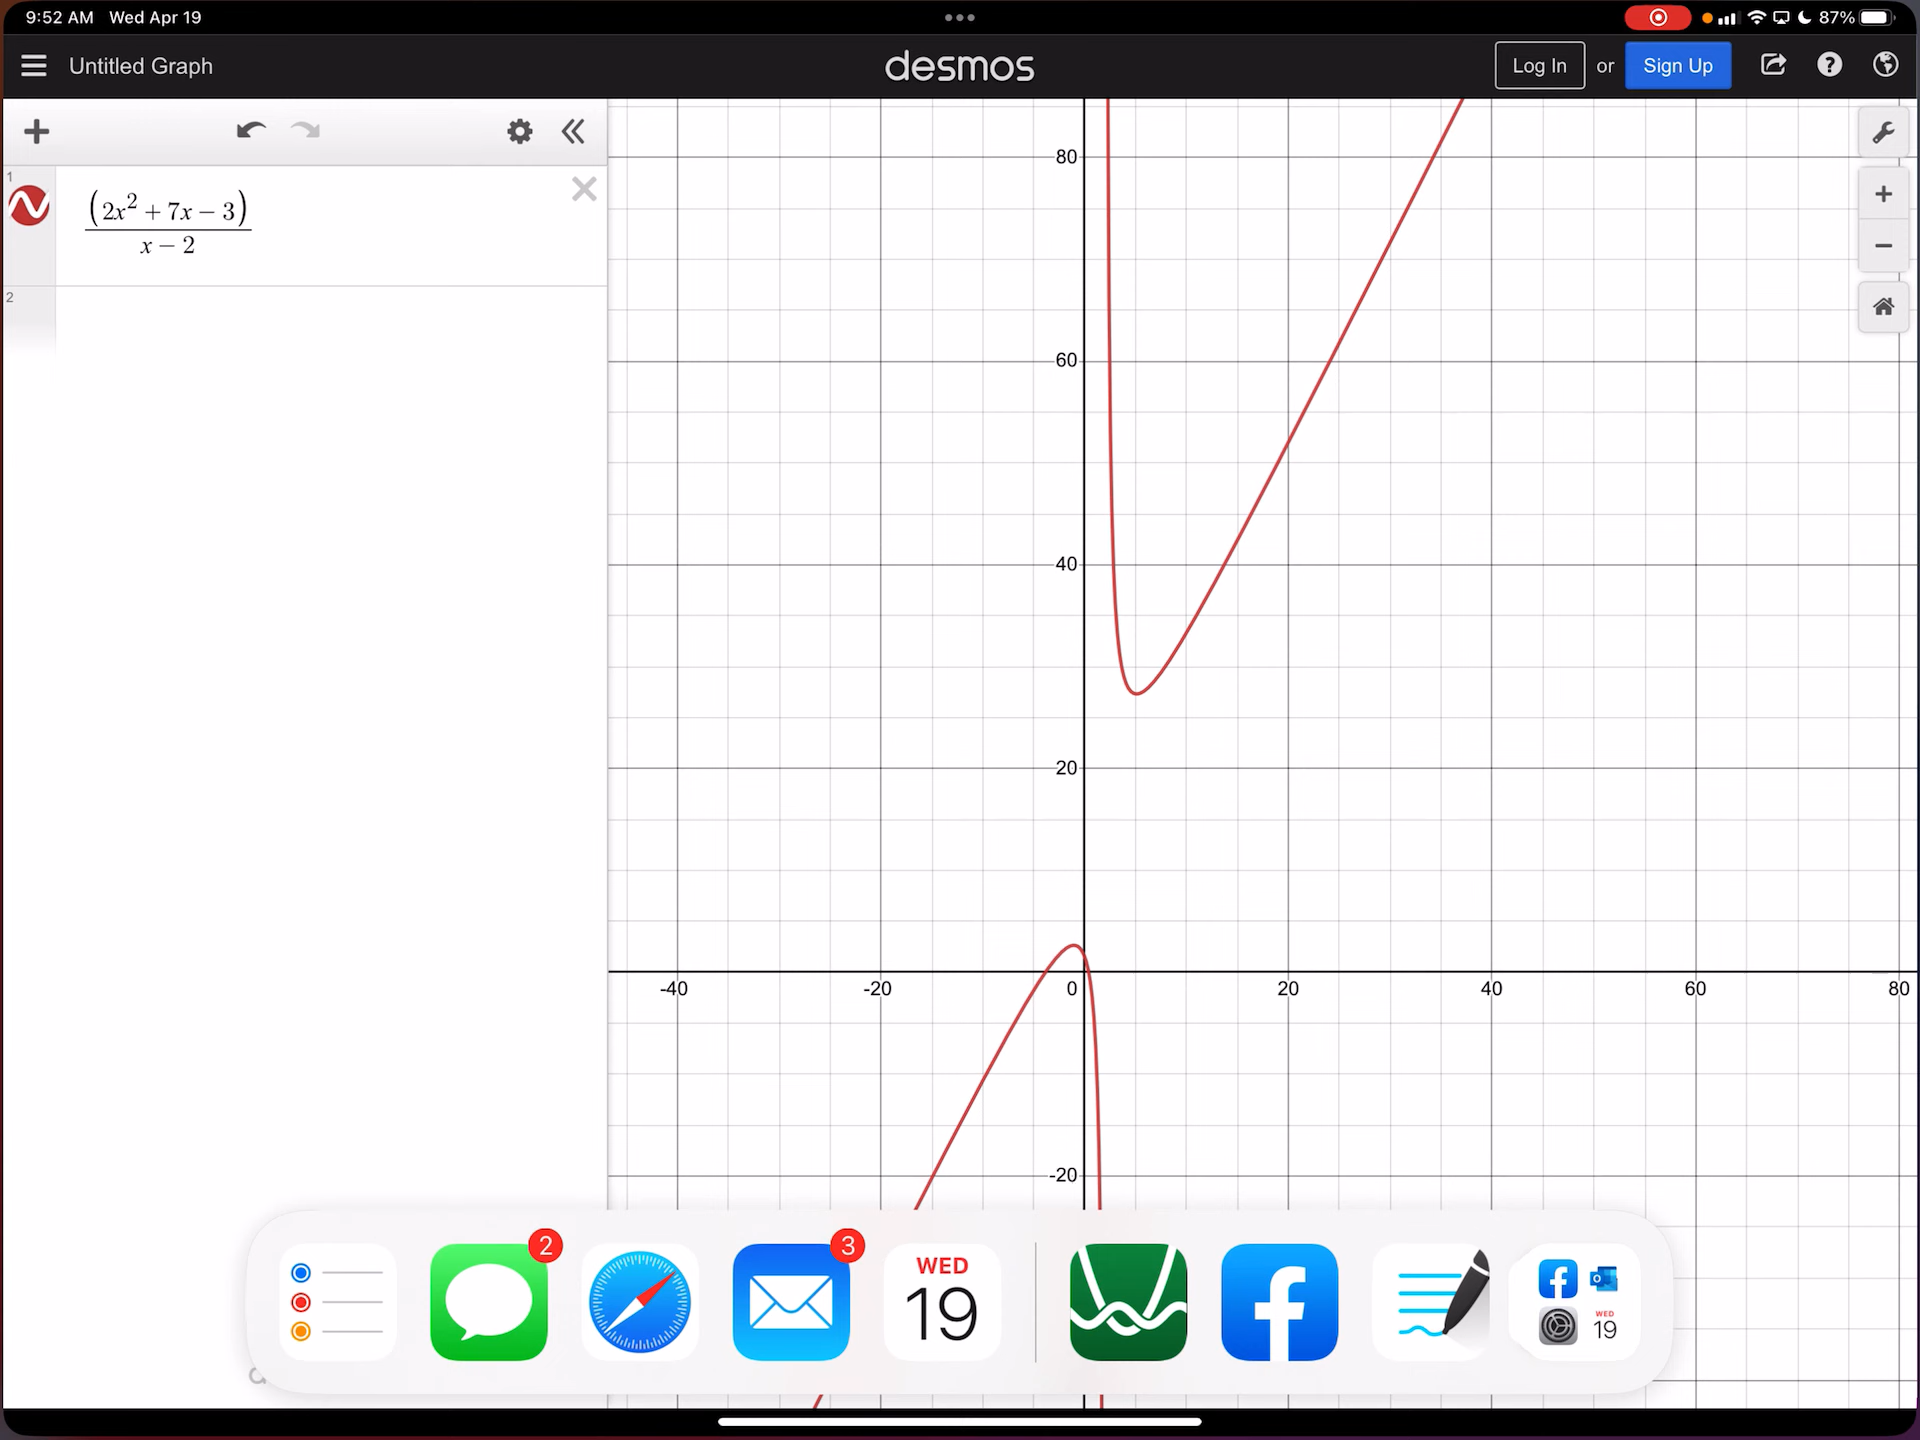 9:52 AM Wed Apr 19
87%
Untitled Graph
desmos
Log In or Sign Up
1
(2x² + 7x − 3)
x − 2
2
80
60
40
20
-40 -20 0 20 40 60 80
-20
2
3
WED
19
WED
19